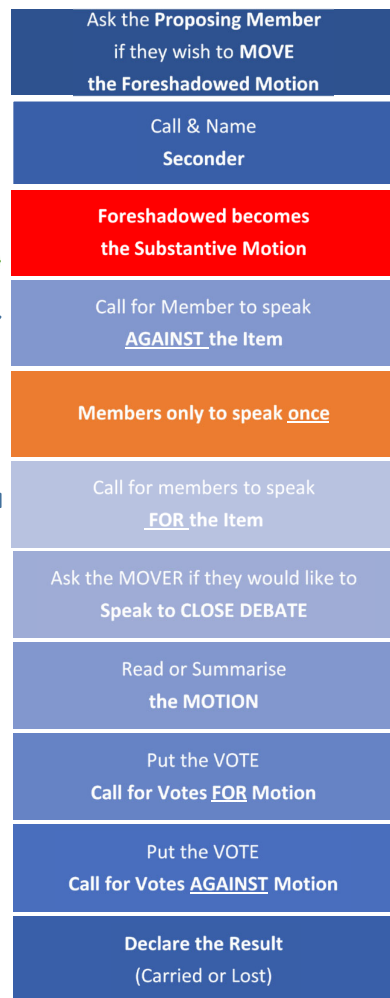 Ask the Proposing Member
if they wish to MOVE
the Foreshadowed Motion
Call & Name
Seconder
Foreshadowed becomes
the Substantive Motion
Call for Member to speak
AGAINST the Item
Members only to speak once
Call for members to speak
FOR the Item
Ask the MOVER if they would like to
Speak to CLOSE DEBATE
Read or Summarise
the MOTION
Put the VOTE
Call for Votes FOR Motion
Put the VOTE
Call for Votes AGAINST Motion
Declare the Result
(Carried or Lost)